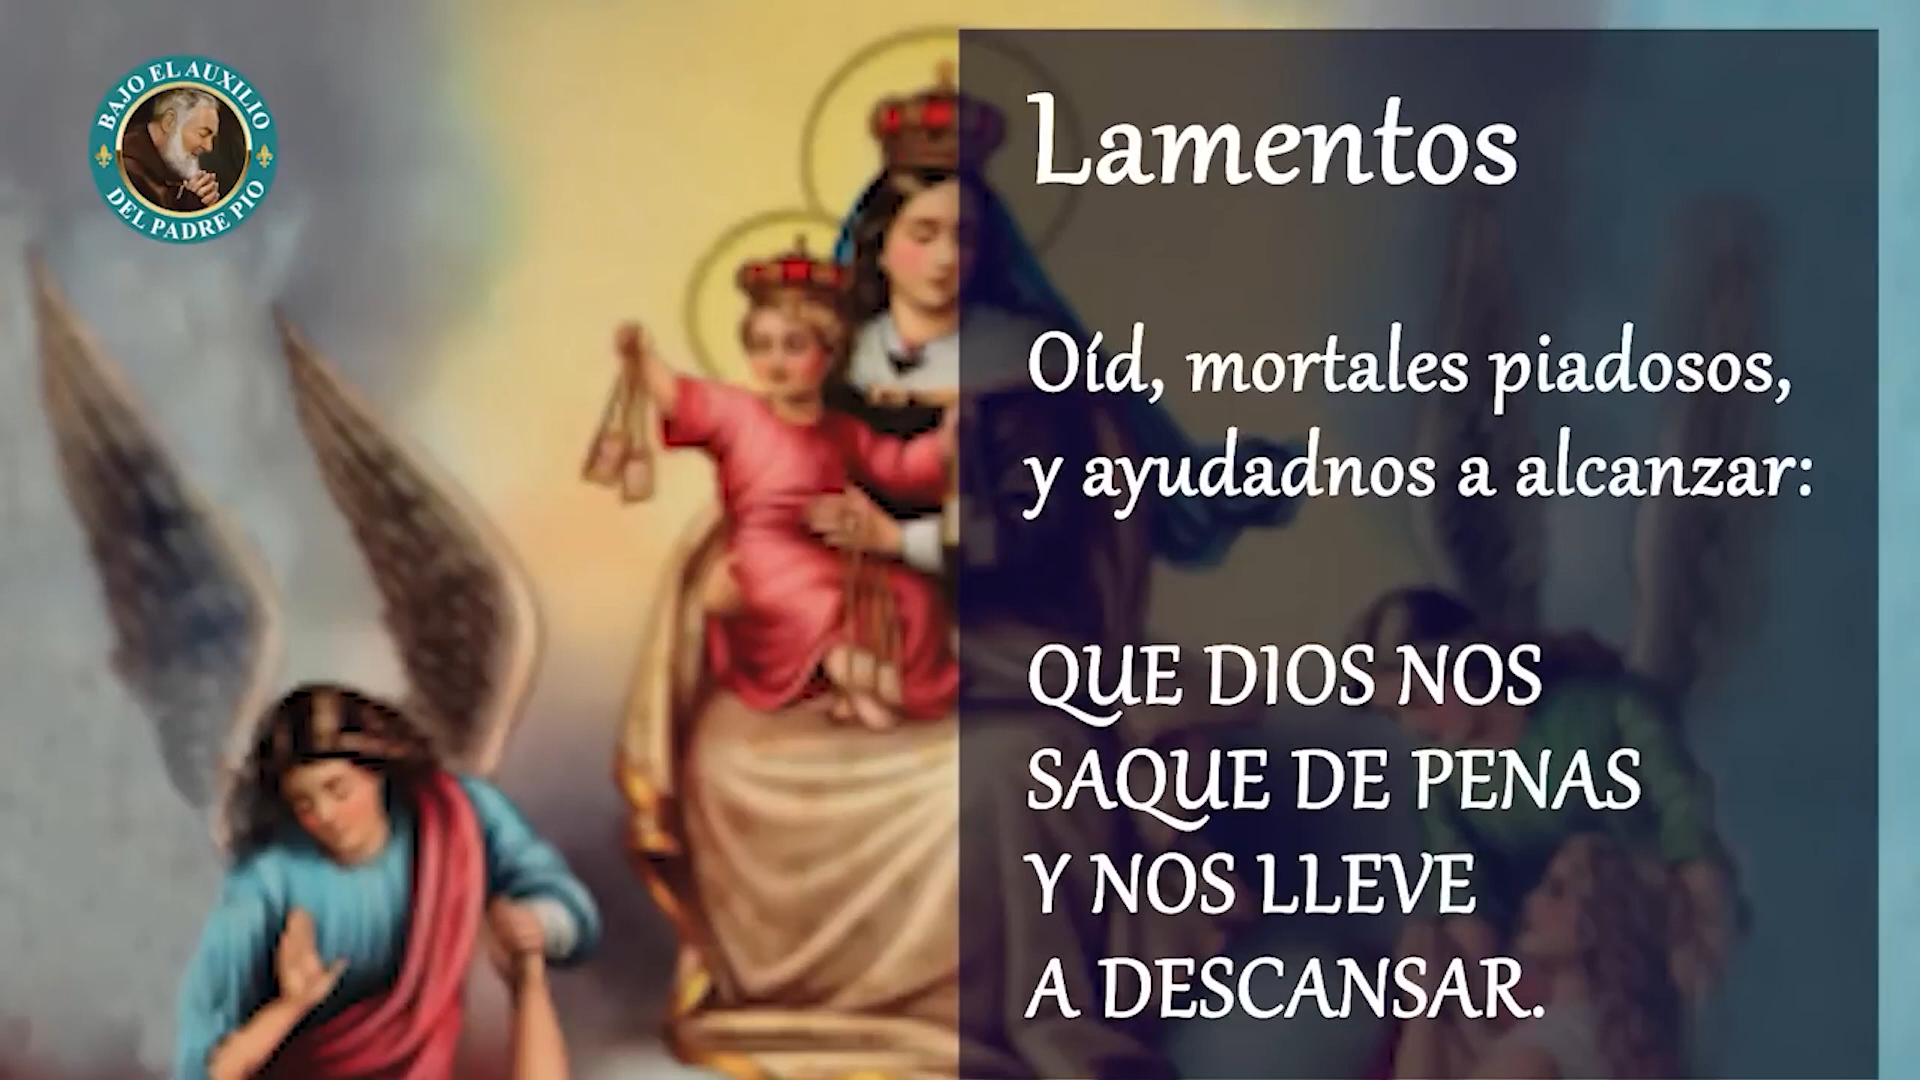 BAJO EL AUXILIO
DEL PADRE PIO
Lamentos
Oíd, mortales piadosos,
y ayudadnos a alcanzar:
QUE DIOS NOS
SAQUE DE PENAS
Y NOS LLEVE
A DESCANSAR.